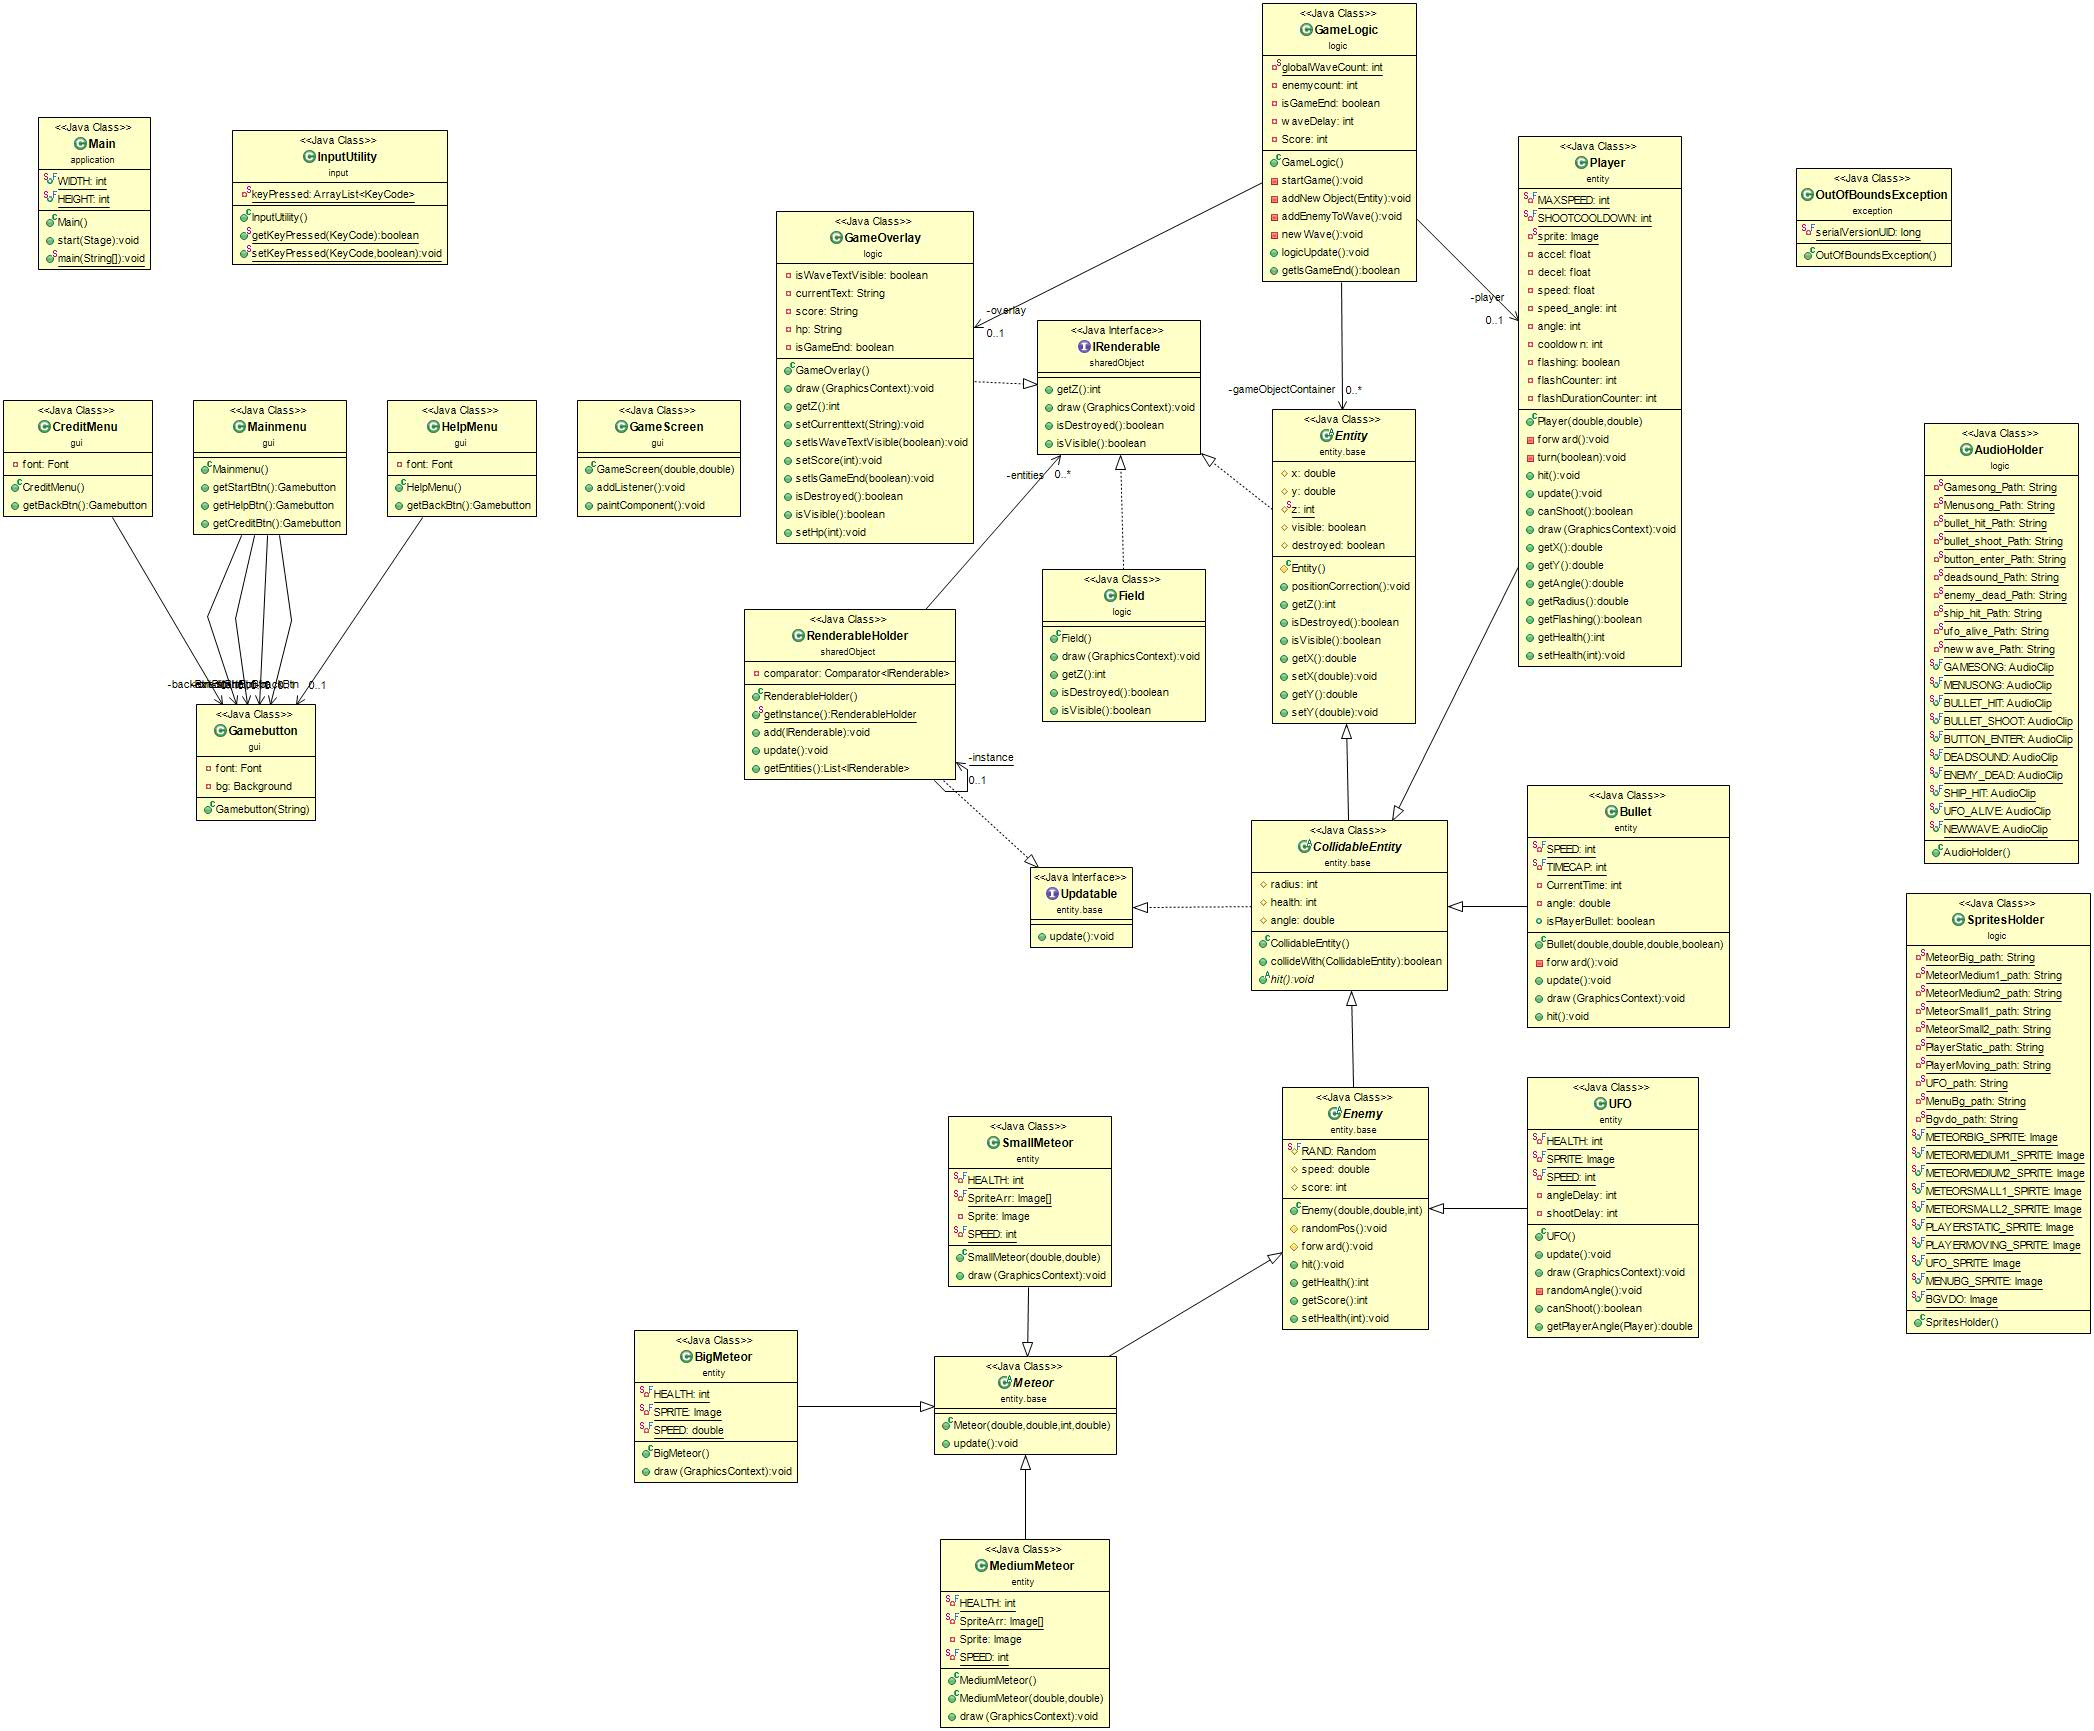 <<Java Class>>
GameLogic
logic
globalWaveCount: int
enemycount: int
isGameEnd: boolean
waveDelay: int
Score: int
GameLogic()
startGame():void
addNewObject(Entity):void
addEnemyToWave():void
newWave():void
logicUpdate():void
getIsGameEnd():boolean
<<Java Class>>
Main
application
WIDTH: int
HEIGHT: int
Main()
start(Stage):void
main(String[]):void
<<Java Class>>
InputUtility
input
keyPressed: ArrayList<KeyCode>
InputUtility()
getKeyPressed(KeyCode):boolean
setKeyPressed(KeyCode,boolean):void
<<Java Class>>
Player
entity
MAXSPEED: int
SHOOTCOOLDOWN: int
sprite: Image
accel: float
decel: float
speed: float
speed_angle: int
angle: int
cooldown: int
flashing: boolean
flashCounter: int
flashDurationCounter: int
Player(double,double)
forward():void
turn(boolean):void
hit():void
update():void
canShoot():boolean
draw(GraphicsContext):void
getX():double
getY():double
getAngle():double
getRadius():double
getFlashing():boolean
getHealth():int
setHealth(int):void
<<Java Class>>
OutOfBoundsException
exception
serialVersionUID: long
OutOfBoundsException()
<<Java Class>>
GameOverlay
logic
isWaveTextVisible: boolean
currentText: String
score: String
hp: String
isGameEnd: boolean
GameOverlay()
draw(GraphicsContext):void
getZ():int
setCurrenttext(String):void
setIsWaveTextVisible(boolean):void
setScore(int):void
setIsGameEnd(boolean):void
isDestroyed():boolean
isVisible():boolean
setHp(int):void
-overlay
0..1
-player
0..1
<<Java Interface>>
IRenderable
sharedObject
getZ():int
draw(GraphicsContext):void
isDestroyed():boolean
isVisible():boolean
-gameObjectContainer
0..*
-entities
0..*
<<Java Class>>
CreditMenu
gui
font: Font
CreditMenu()
getBackBtn():Gamebutton
<<Java Class>>
Mainmenu
gui
Mainmenu()
getStartBtn():Gamebutton
getHelpBtn():Gamebutton
getCreditBtn():Gamebutton
<<Java Class>>
HelpMenu
gui
font: Font
HelpMenu()
getBackBtn():Gamebutton
<<Java Class>>
GameScreen
gui
GameScreen(double,double)
addListener():void
paintComponent():void
<<Java Class>>
Entity
entity.base
x: double
y: double
z: int
visible: boolean
destroyed: boolean
Entity()
positionCorrection():void
getZ():int
isDestroyed():boolean
isVisible():boolean
getX():double
setX(double):void
getY():double
setY(double):void
<<Java Class>>
AudioHolder
logic
Gamesong_Path: String
Menusong_Path: String
bullet_hit_Path: String
bullet_shoot_Path: String
button_enter_Path: String
deadsound_Path: String
enemy_dead_Path: String
ship_hit_Path: String
ufo_alive_Path: String
newwave_Path: String
GAMESONG: AudioClip
MENUSONG: AudioClip
BULLET_HIT: AudioClip
BULLET_SHOOT: AudioClip
BUTTON_ENTER: AudioClip
DEADSOUND: AudioClip
ENEMY_DEAD: AudioClip
SHIP_HIT: AudioClip
UFO_ALIVE: AudioClip
NEWWAVE: AudioClip
AudioHolder()
<<Java Class>>
Field
logic
Field()
draw(GraphicsContext):void
getZ():int
isDestroyed():boolean
isVisible():boolean
<<Java Class>>
RenderableHolder
sharedObject
comparator: Comparator<IRenderable>
RenderableHolder()
getInstance():RenderableHolder
add(IRenderable):void
update():void
getEntities():List<IRenderable>
-instance
0..1
0..1
<<Java Class>>
Gamebutton
gui
font: Font
bg: Background
Gamebutton(String)
<<Java Interface>>
Updatable
entity.base
update():void
<<Java Class>>
CollidableEntity
entity.base
radius: int
health: int
angle: double
CollidableEntity()
collideWith(CollidableEntity):boolean
hit():void
<<Java Class>>
Bullet
entity
SPEED: int
TIMECAP: int
CurrentTime: int
angle: double
isPlayerBullet: boolean
Bullet(double,double,double,boolean)
forward():void
update():void
draw(GraphicsContext):void
hit():void
<<Java Class>>
SpritesHolder
logic
MeteorBig_path: String
MeteorMedium1_path: String
MeteorMedium2_path: String
MeteorSmall1_path: String
MeteorSmall2_path: String
PlayerStatic_path: String
PlayerMoving_path: String
UFO_path: String
MenuBg_path: String
Bgvdo_path: String
METEORBIG_SPRITE: Image
METEORMEDIUM1_SPRITE: Image
METEORMEDIUM2_SPRITE: Image
METEORSMALL1_SPIRTE: Image
METEORSMALL2_SPRITE: Image
PLAYERSTATIC_SPRITE: Image
PLAYERMOVING_SPRITE: Image
UFO_SPRITE: Image
MENUBG_SPRITE: Image
BGVDO: Image
SpritesHolder()
<<Java Class>>
Enemy
entity.base
RAND: Random
speed: double
score: int
Enemy(double,double,int)
randomPos():void
forward():void
hit():void
getHealth():int
getScore():int
setHealth(int):void
<<Java Class>>
UFO
entity
HEALTH: int
SPRITE: Image
SPEED: int
angleDelay: int
shootDelay: int
UFO()
update():void
draw(GraphicsContext):void
randomAngle():void
canShoot():boolean
getPlayerAngle(Player):double
<<Java Class>>
SmallMeteor
entity
HEALTH: int
SpriteArr: Image[]
Sprite: Image
SPEED: int
SmallMeteor(double,double)
draw(GraphicsContext):void
<<Java Class>>
BigMeteor
entity
HEALTH: int
SPRITE: Image
SPEED: double
BigMeteor()
draw(GraphicsContext):void
<<Java Class>>
Meteor
entity.base
Meteor(double,double,int,double)
update():void
<<Java Class>>
MediumMeteor
entity
HEALTH: int
SpriteArr: Image[]
Sprite: Image
SPEED: int
MediumMeteor()
MediumMeteor(double,double)
draw(GraphicsContext):void